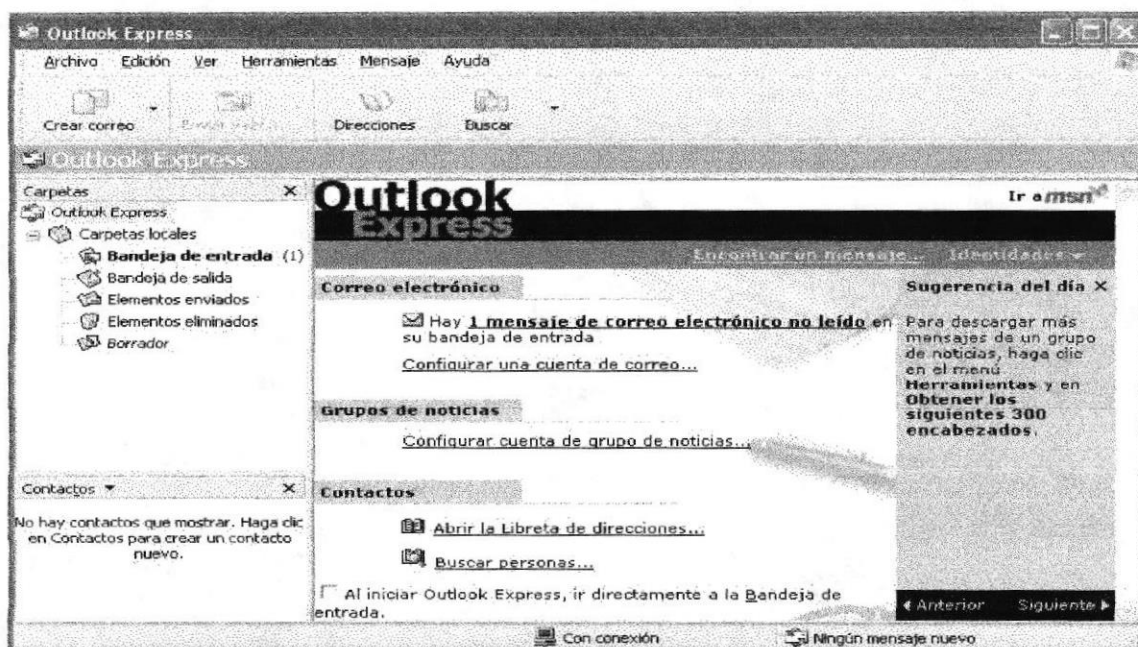 Outlook Express
Archivo Edición Ver Herramientas Mensaje Ayuda
Crear correo Direcciones Buscar
Outlook Express
Carpetas
Outlook Express
Carpetas locales
Bandeja de entrada (1)
Bandeja de salida
Elementos enviados
Elementos eliminados
Borrador
Contactos
No hay contactos que mostrar. Haga clic
en Contactos para crear un contacto
nuevo.
Outlook
Express
Ir a msn
Encontrar un mensaje... Identidades
Correo electrónico
Hay 1 mensaje de correo electrónico no leído en
su bandeja de entrada
Configurar una cuenta de correo...
Grupos de noticias
Configurar cuenta de grupo de noticias...
Contactos
Abrir la Libreta de direcciones...
Buscar personas...
Al iniciar Outlook Express, ir directamente a la Bandeja de
entrada.
Sugerencia del día
Para descargar más
mensajes de un grupo
de noticias, haga clic
en el menú
Herramientas y en
Obtener los
siguientes 300
encabezados.
Anterior Siguiente
Con conexión Ningún mensaje nuevo